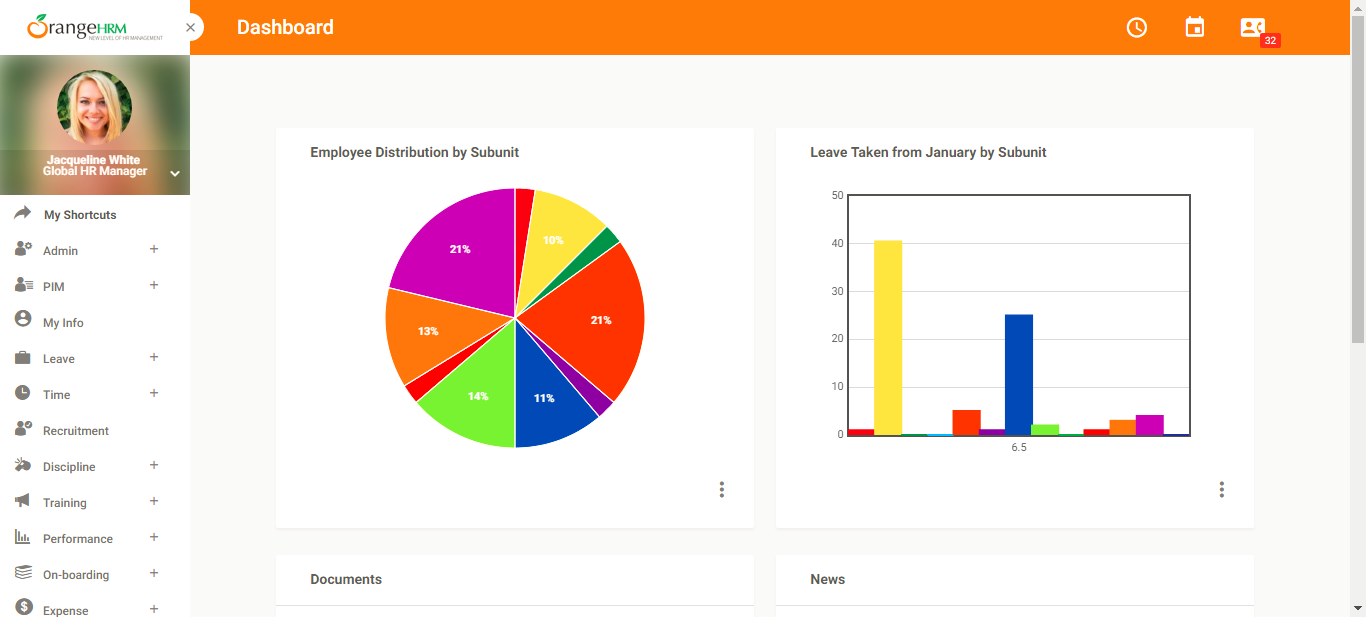 OrangeHRM
NEW LEVEL OF HR MANAGEMENT
Dashboard
32
Jacqueline White
Global HR Manager
My Shortcuts
Admin +
PIM +
My Info
Leave +
Time +
Recruitment
Discipline +
Training +
Performance +
On-boarding +
Expense +
Employee Distribution by Subunit
10%
21%
11%
14%
13%
21%
Leave Taken from January by Subunit
50
40
30
20
10
0
6.5
Documents
News